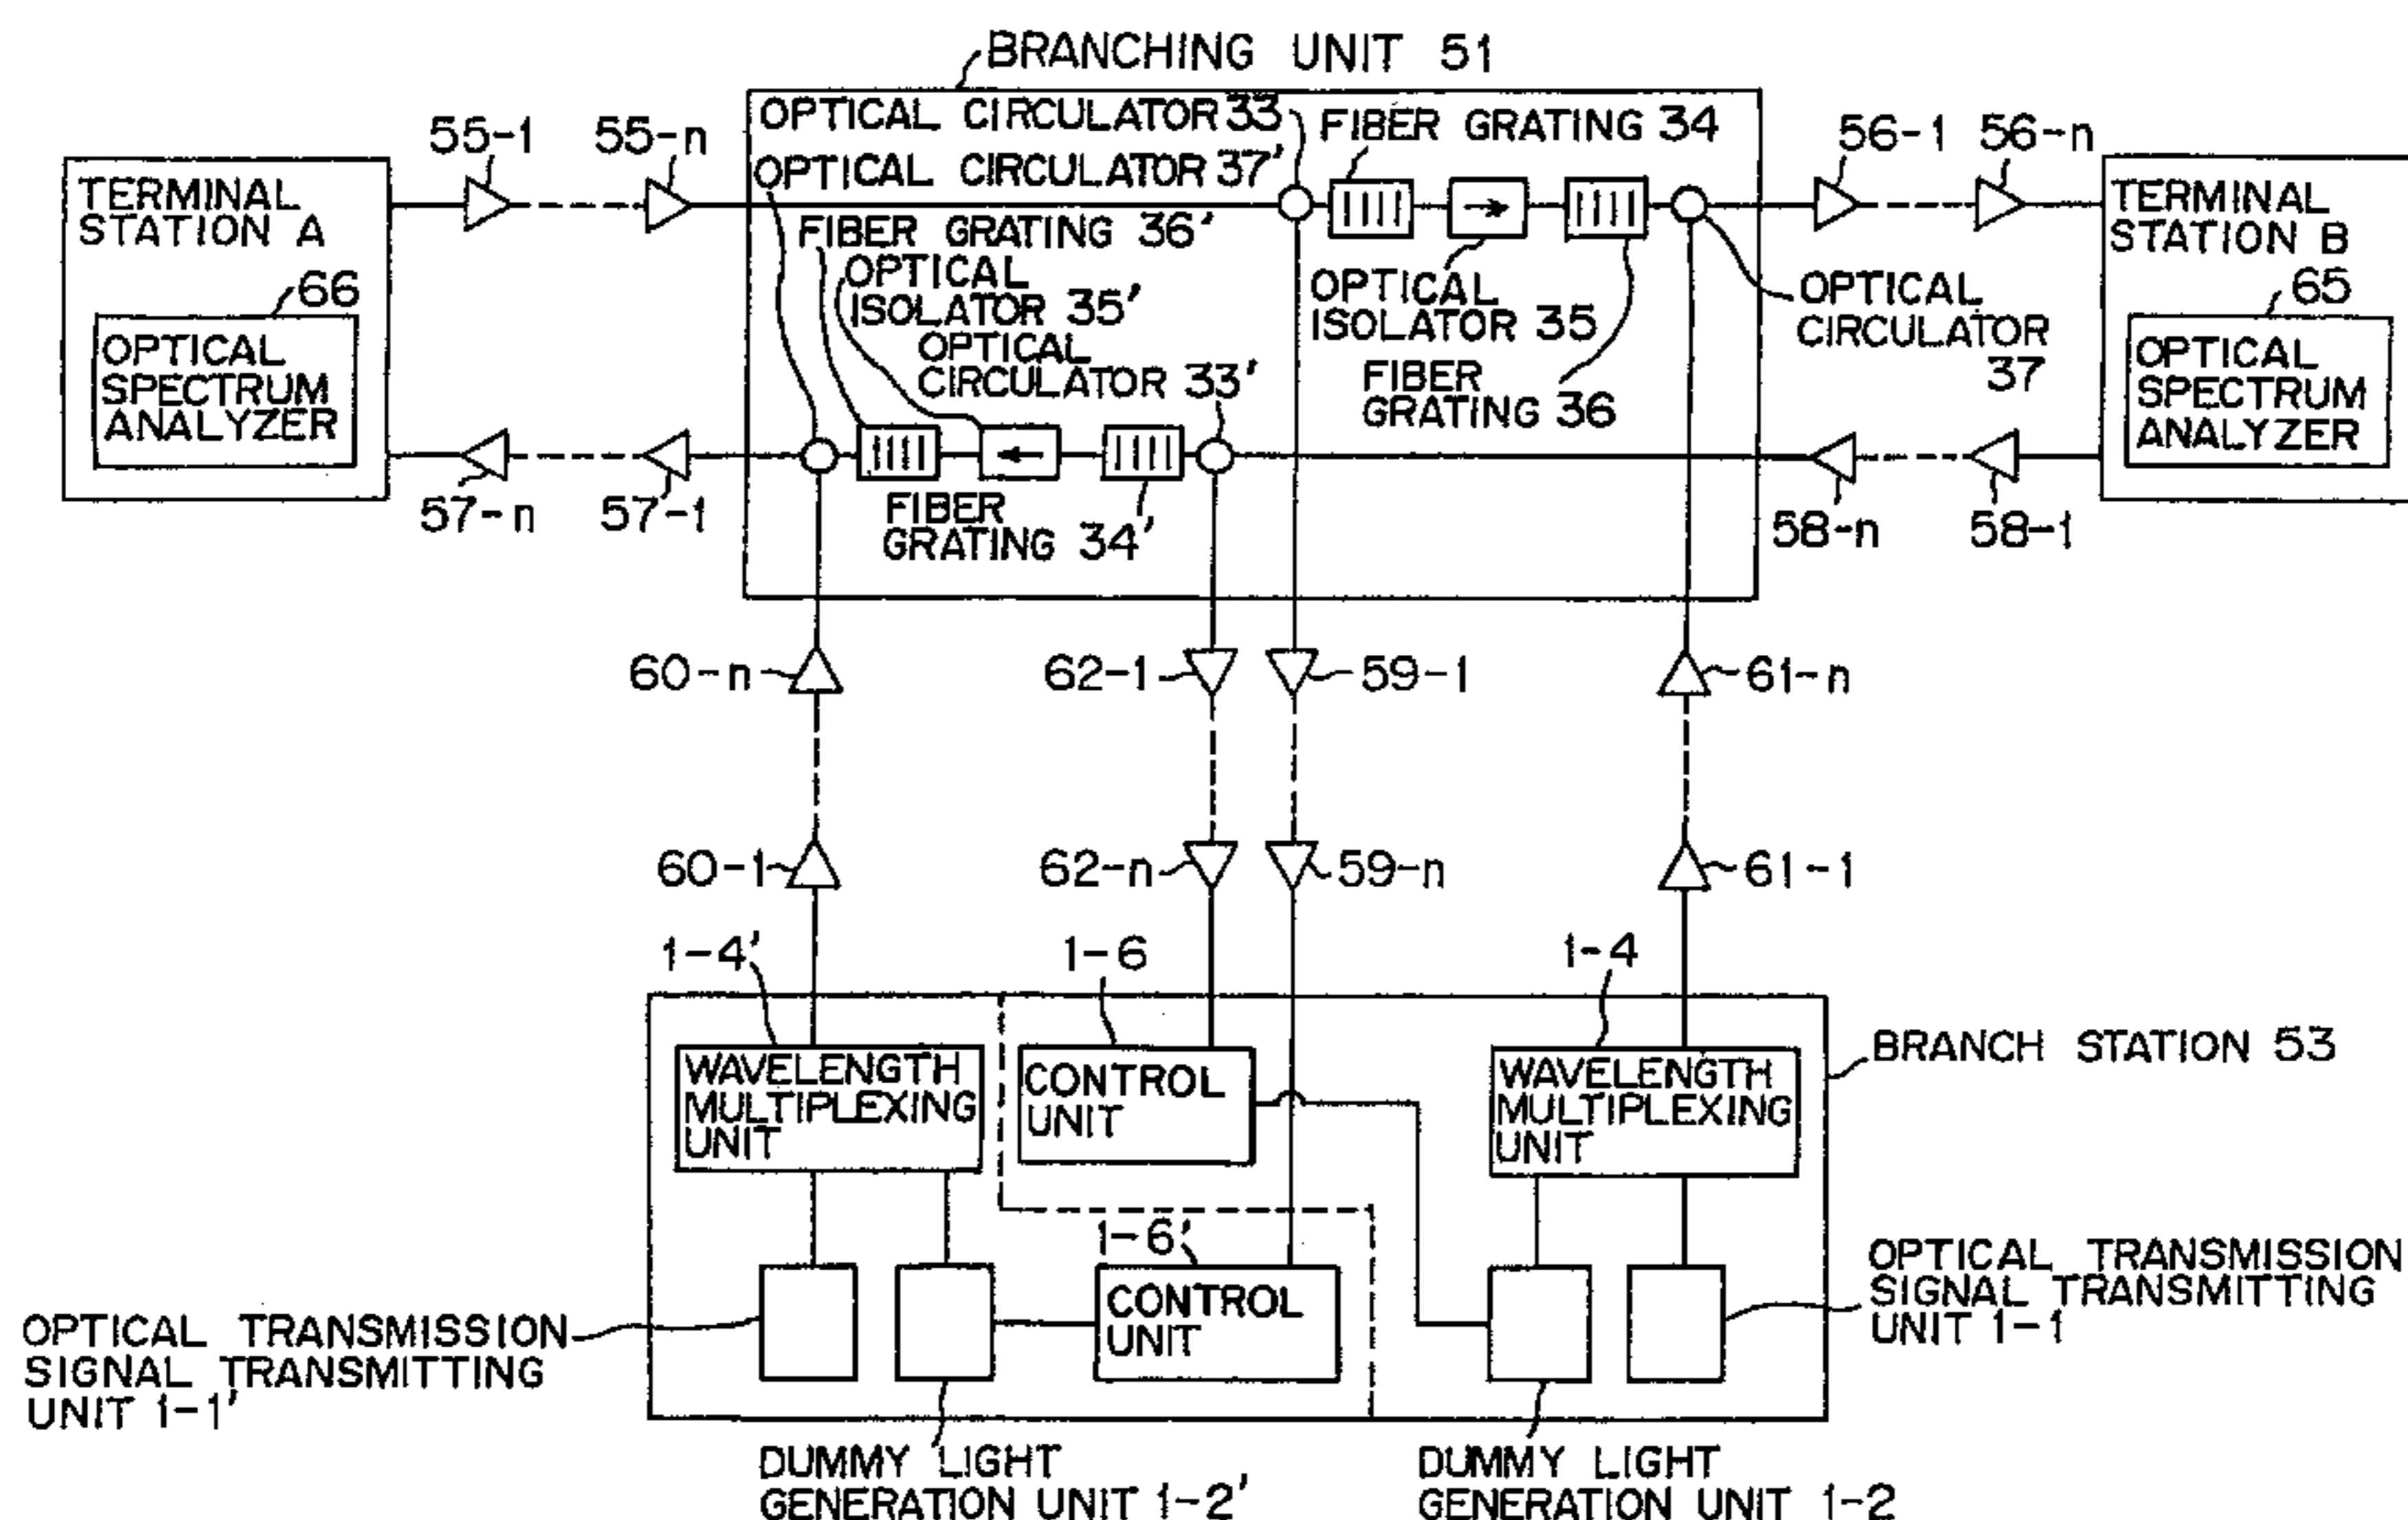 BRANCHING UNIT 51
OPTICAL CIRCULATOR 33
FIBER GRATING 34
OPTICAL CIRCULATOR 37'
FIBER GRATING 36'
OPTICAL
ISOLATOR 35'
OPTICAL
CIRCULATOR 33'
OPTICAL
ISOLATOR 35
FIBER
GRATING 36
OPTICAL
CIRCULATOR
37
FIBER
GRATING 34'
55-1
55-n
56-1
56-n
TERMINAL
STATION A
66
OPTICAL
SPECTRUM
ANALYZER
TERMINAL
STATION B
65
OPTICAL
SPECTRUM
ANALYZER
57-n
57-1
58-n
58-1
60-n
62-1
59-1
61-n
60-1
62-n
59-n
61-1
1-4'
1-6
1-4
BRANCH STATION 53
WAVELENGTH
MULTIPLEXING
UNIT
CONTROL
UNIT
WAVELENGTH
MULTIPLEXING
UNIT
1-6'
CONTROL
UNIT
OPTICAL TRANSMISSION
SIGNAL TRANSMITTING
UNIT 1-1'
OPTICAL TRANSMISSION
SIGNAL TRANSMITTING
UNIT 1-1
DUMMY LIGHT
GENERATION UNIT 1-2'
DUMMY LIGHT
GENERATION UNIT 1-2